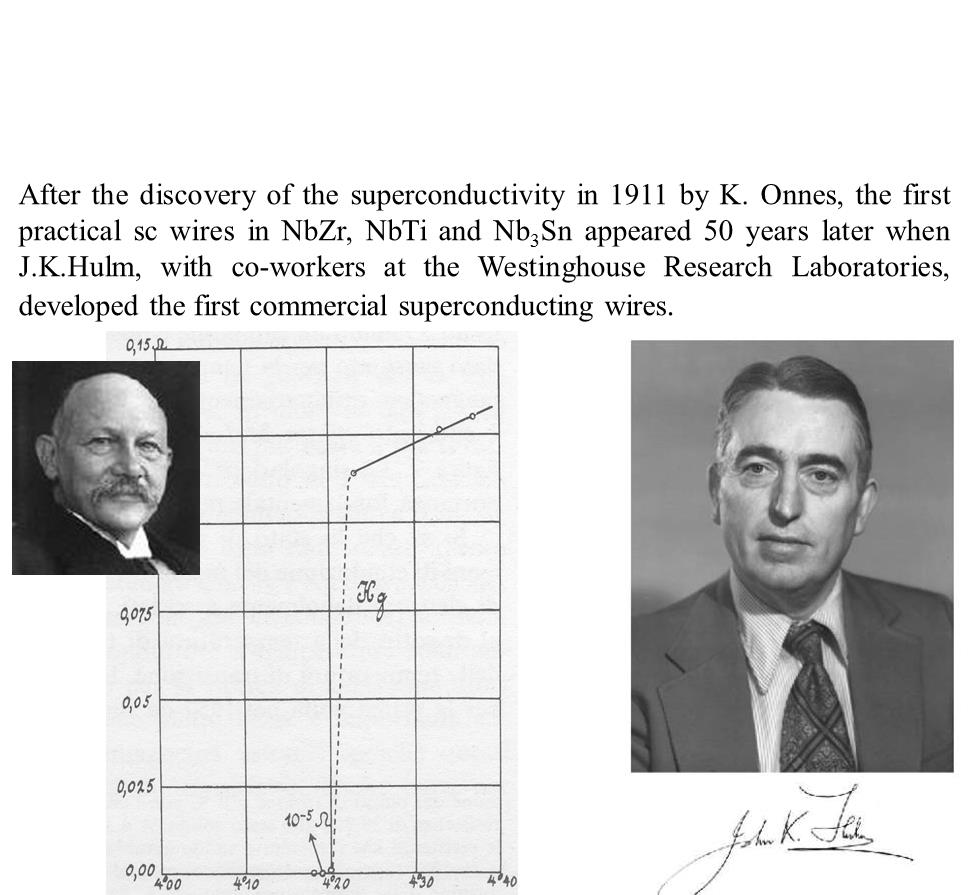 After the discovery of the superconductivity in 1911 by K. Onnes, the first
practical sc wires in NbZr, NbTi and Nb₃Sn appeared 50 years later when
J.K.Hulm, with co-workers at the Westinghouse Research Laboratories,
developed the first commercial superconducting wires.
0,15 Ω
Hg
0,075
0,05
0,025
10⁻⁵ Ω
0,00
4°00 4°10 4°20 4°30 4°40
John K. Hulm